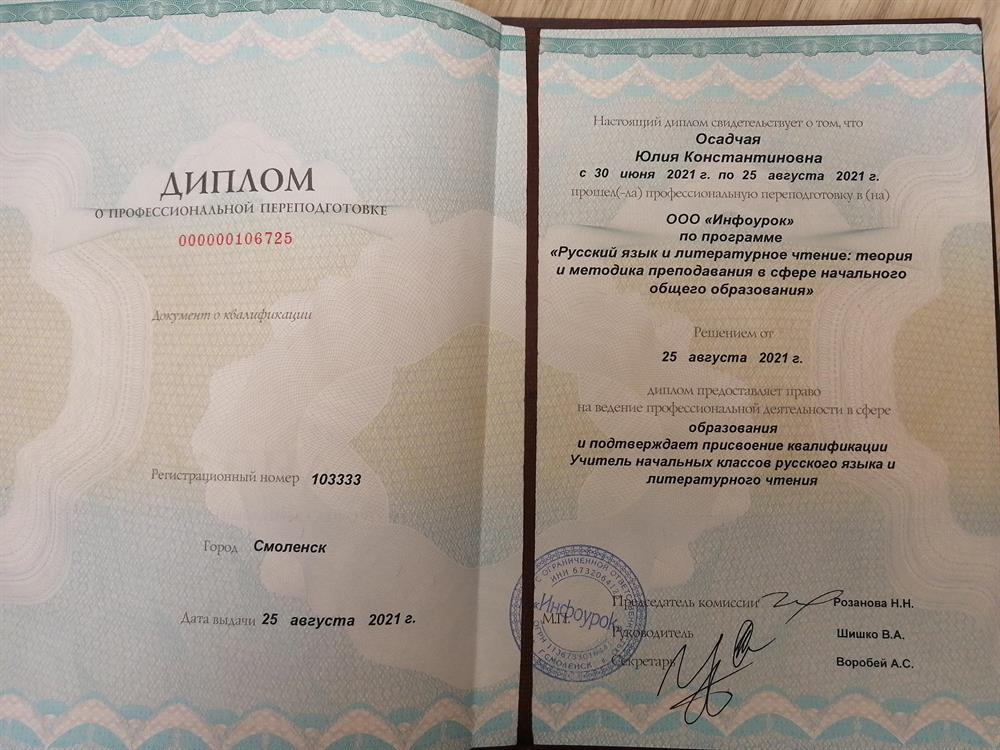 ДИПЛОМ
О ПРОФЕССИОНАЛЬНОЙ ПЕРЕПОДГОТОВКЕ
000000106725
Документ о квалификации
Регистрационный номер 103333
Город Смоленск
Дата выдачи 25 августа 2021 г.
Настоящий диплом свидетельствует о том, что
Осадчая
Юлия Константиновна
с 30 июня 2021 г. по 25 августа 2021 г.
прошел(-ла) профессиональную переподготовку в (на)
ООО «Инфоурок»
по программе
«Русский язык и литературное чтение: теория
и методика преподавания в сфере начального
общего образования»
Решением от
25 августа 2021 г.
диплом предоставляет право
на ведение профессиональной деятельности в сфере
образования
и подтверждает присвоение квалификации
Учитель начальных классов русского языка и
литературного чтения
Председатель комиссии Розанова Н.Н.
М.П.
Руководитель Шишко В.А.
Секретарь Воробей А.С.
С ОГРАНИЧЕННОЙ
ИНН
«Инфоурок»
ОГРН
Г.СМОЛЕНСК